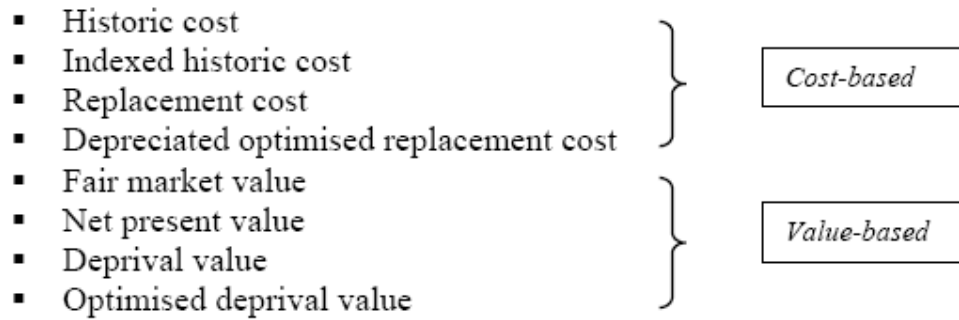 ▪ Historic cost
▪ Indexed historic cost
▪ Replacement cost
▪ Depreciated optimised replacement cost
Cost-based
▪ Fair market value
▪ Net present value
▪ Deprival value
▪ Optimised deprival value
Value-based